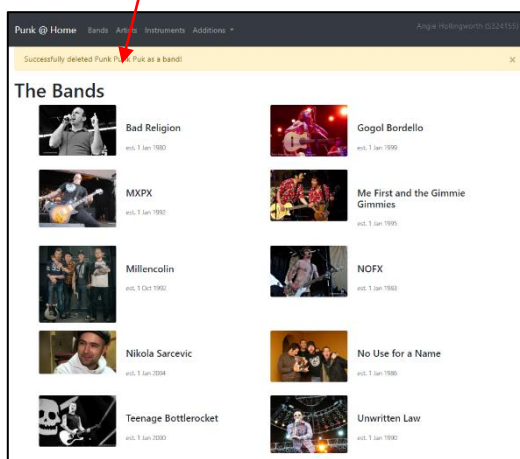 Punk @ Home Bands Artists Instruments Additions Angie Hollingworth (S324155)
Successfully deleted Punk Punk Puk as a band! ×
The Bands
Bad Religion
est. 1 Jan 1980
Gogol Bordello
est. 1 Jan 1999
MXPX
est. 1 Jan 1992
Me First and the Gimmie
Gimmies
est. 1 Jan 1995
Millencolin
est. 1 Oct 1992
NOFX
est. 1 Jan 1983
Nikola Sarcevic
est. 1 Jan 2004
No Use for a Name
est. 1 Jan 1986
Teenage Bottlerocket
est. 1 Jan 2000
Unwritten Law
est. 1 Jan 1990